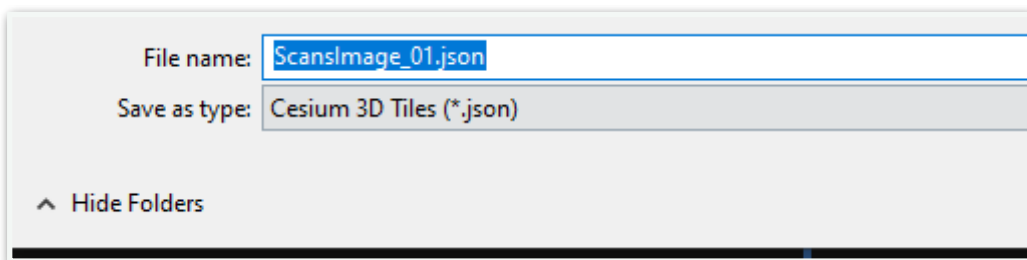 File name: ScansImage_01.json
Save as type: Cesium 3D Tiles (*.json)
Hide Folders